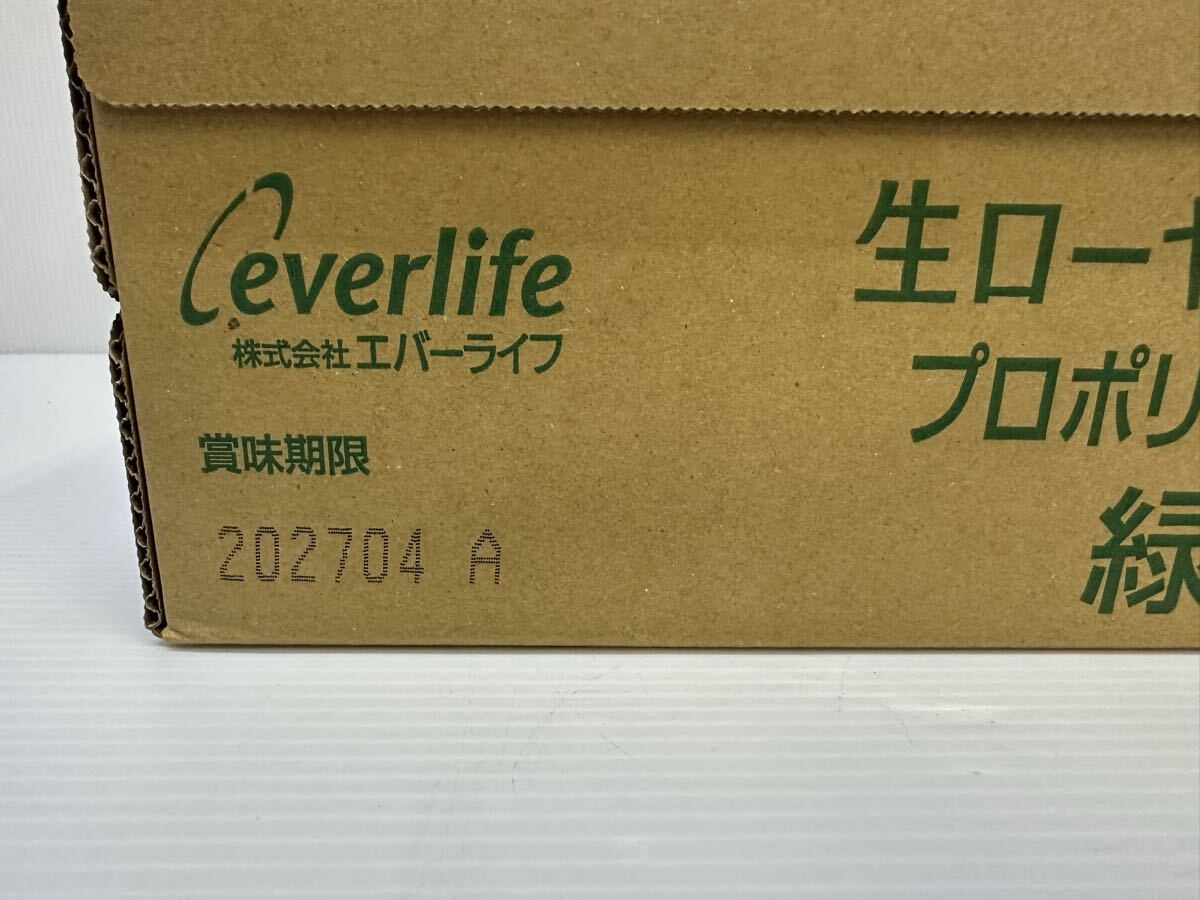 everlife
株式会社 エバーライフ
賞味期限
202704 A
生ロー
プロポリ
緑